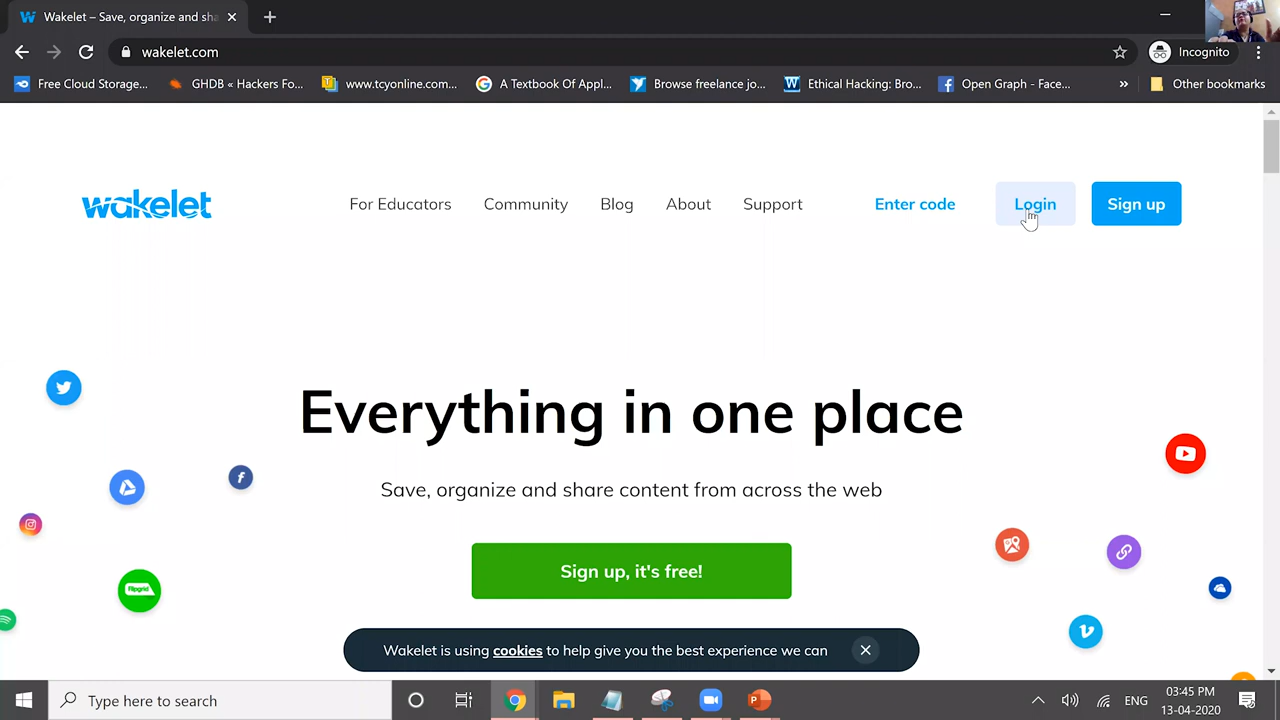 Wakelet – Save, organize and sha
wakelet.com
Incognito
Free Cloud Storage...
GHDB « Hackers Fo...
www.tcyonline.com...
A Textbook Of Appl...
Browse freelance jo...
Ethical Hacking: Bro...
Open Graph - Face...
»
Other bookmarks
wakelet
For Educators
Community
Blog
About
Support
Enter code
Login
Sign up
Everything in one place
Save, organize and share content from across the web
Flipgrid
Sign up, it's free!
Wakelet is using cookies to help give you the best experience we can
Type here to search
ENG
03:45 PM
13-04-2020